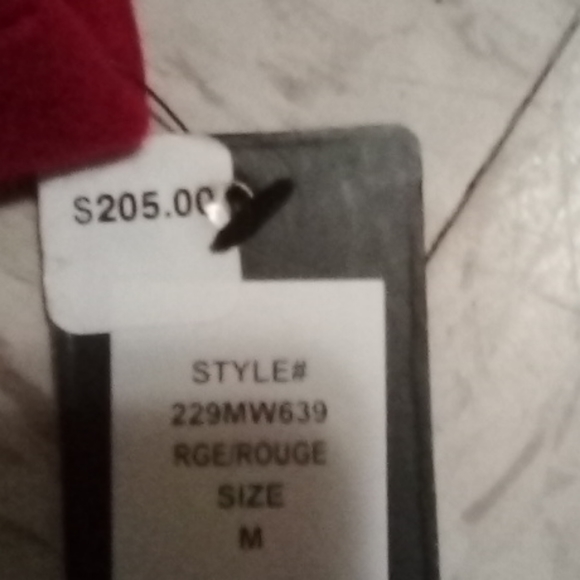 $205.00
STYLE#
229MW639
RGE/ROUGE
SIZE
M